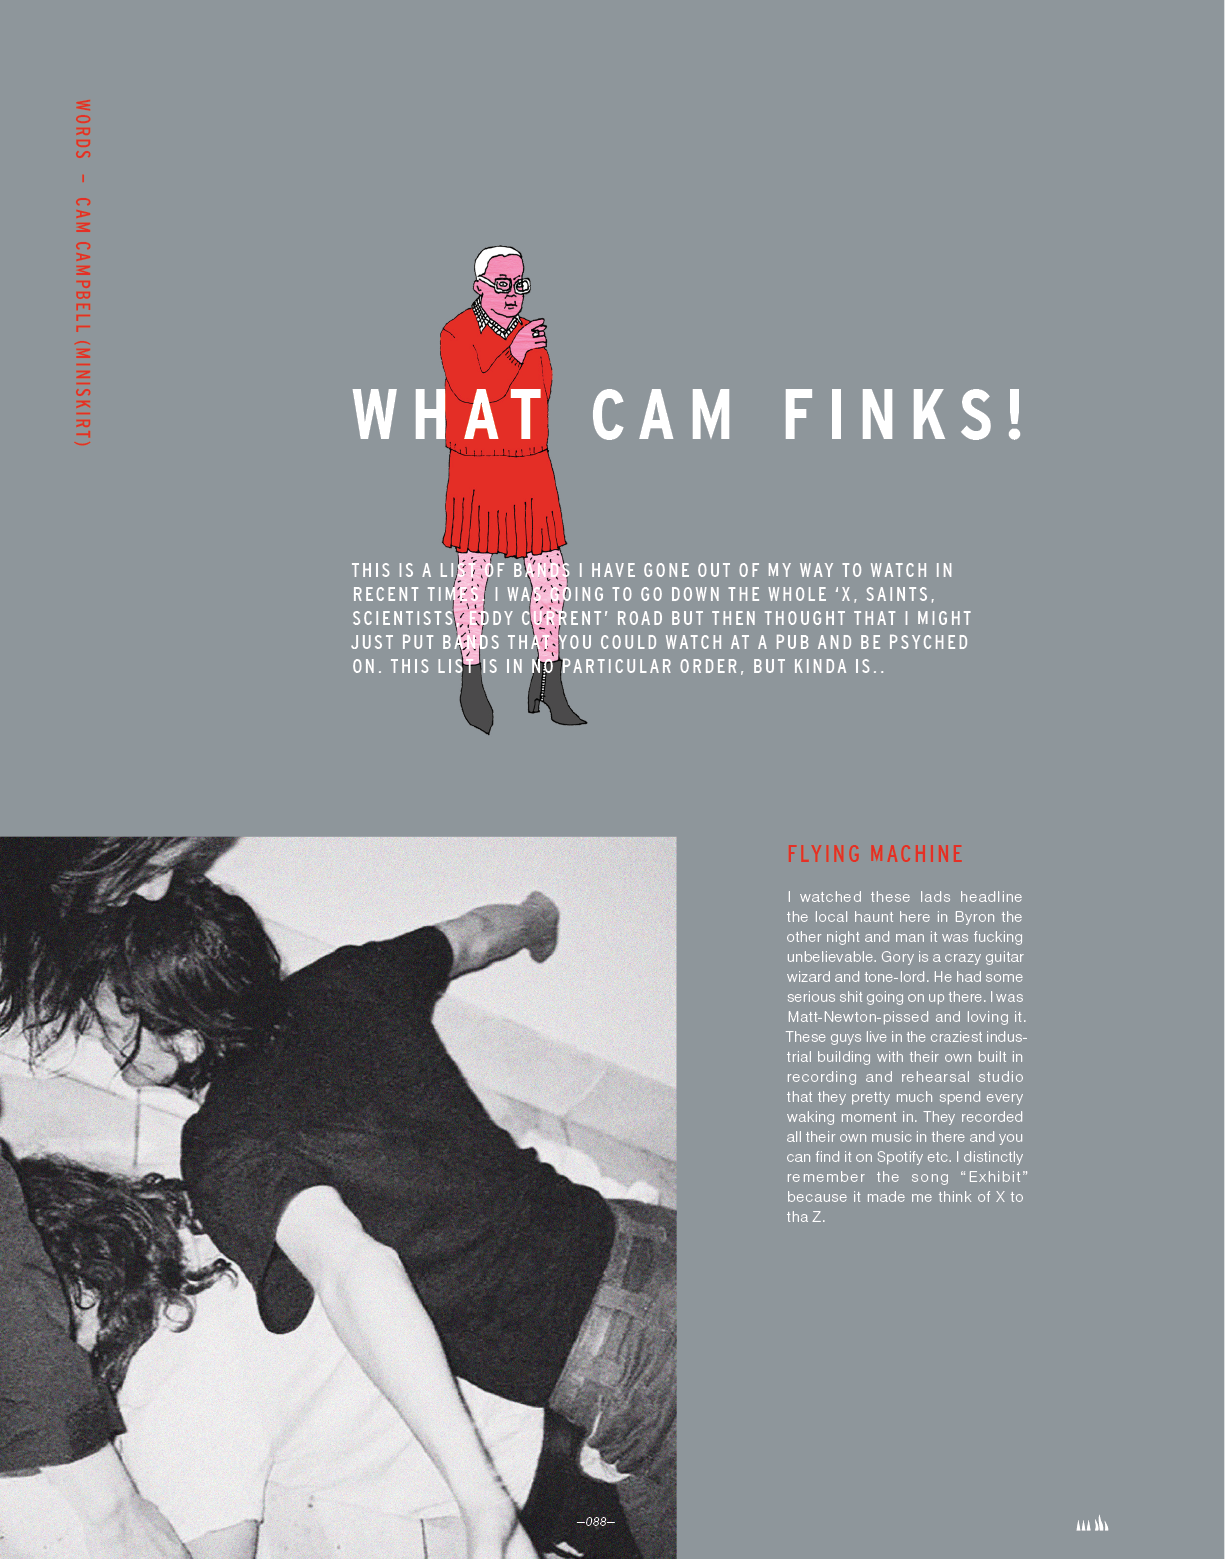 WORDS – CAM CAMPBELL (MINISKIRT)
WHAT CAM FINKS!
THIS IS A LIST OF BANDS I HAVE GONE OUT OF MY WAY TO WATCH IN
RECENT TIMES. I WAS GOING TO GO DOWN THE WHOLE ‘X, SAINTS,
SCIENTISTS, EDDY CURRENT’ ROAD BUT THEN THOUGHT THAT I MIGHT
JUST PUT BANDS THAT YOU COULD WATCH AT A PUB AND BE PSYCHED
ON. THIS LIST IS IN NO PARTICULAR ORDER, BUT KINDA IS..
FLYING MACHINE
I watched these lads headline
the local haunt here in Byron the
other night and man it was fucking
unbelievable. Gory is a crazy guitar
wizard and tone-lord. He had some
serious shit going on up there. I was
Matt-Newton-pissed and loving it.
These guys live in the craziest indus-
trial building with their own built in
recording and rehearsal studio
that they pretty much spend every
waking moment in. They recorded
all their own music in there and you
can find it on Spotify etc. I distinctly
remember the song “Exhibit”
because it made me think of X to
tha Z.
—088—